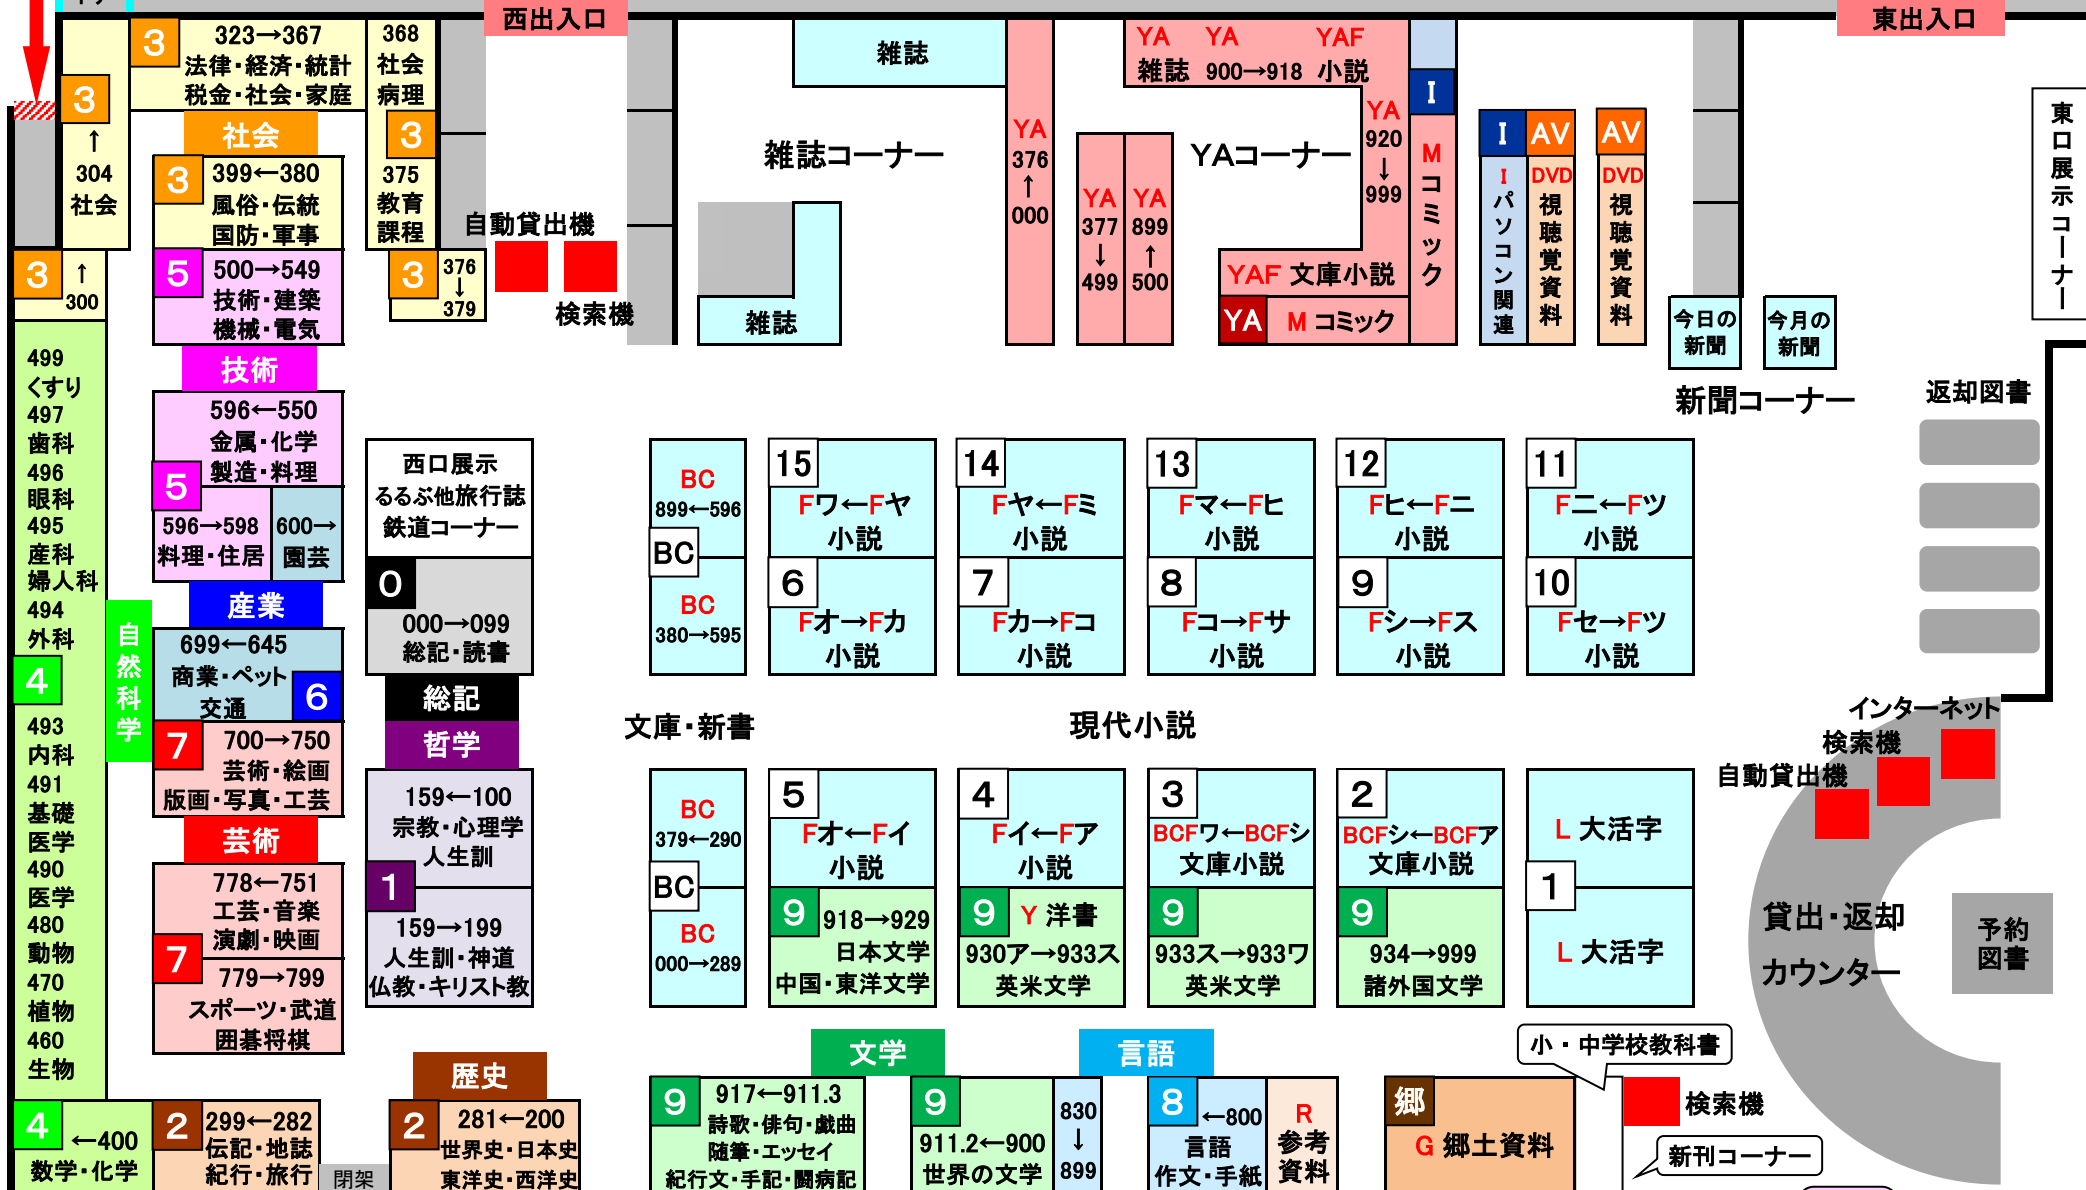 西出入口
東出入口
3
323→367
法律・経済・統計
税金・社会・家庭
368
社会
病理
3
375
教育
課程
3
↑
304
社会
社会
3
399←380
風俗・伝統
国防・軍事
3
↑
300
5
500→549
技術・建築
機械・電気
3
376
↓
379
自動貸出機
検索機
雑誌
雑誌コーナー
雑誌
YA
376
↑
000
YA
雑誌
YA
900→918
YAF
小説
YAコーナー
YA
920
↓
999
YA
377
↓
499
YA
899
↑
500
YAF 文庫小説
YA
M コミック
I
M
コミック
I
I
パソコン関連
AV
DVD
視聴覚資料
AV
DVD
視聴覚資料
今日の
新聞
今月の
新聞
新聞コーナー
東口展示コーナー
返却図書
499
くすり
497
歯科
496
眼科
495
産科
婦人科
494
外科
4
493
内科
491
基礎
医学
490
医学
480
動物
470
植物
460
生物
自然科学
技術
596←550
金属・化学
製造・料理
5
596→598
料理・住居
600→
園芸
産業
699←645
商業・ペット
交通
6
7
700→750
芸術・絵画
版画・写真・工芸
芸術
778←751
工芸・音楽
演劇・映画
7
779→799
スポーツ・武道
囲碁将棋
西口展示
るるぶ他旅行誌
鉄道コーナー
0
000→099
総記・読書
総記
哲学
159←100
宗教・心理学
人生訓
1
159→199
人生訓・神道
仏教・キリスト教
BC
899←596
BC
BC
380→595
15
Fワ←Fヤ
小説
14
Fヤ←Fミ
小説
13
Fマ←Fヒ
小説
12
Fヒ←Fニ
小説
11
Fニ←Fツ
小説
6
Fオ→Fカ
小説
7
Fカ→Fコ
小説
8
Fコ→Fサ
小説
9
Fシ→Fス
小説
10
Fセ→Fツ
小説
文庫・新書
現代小説
BC
379←290
BC
BC
000→289
5
Fオ←Fイ
小説
4
Fイ←Fア
小説
3
BCFワ←BCFシ
文庫小説
2
BCFシ←BCFア
文庫小説
L 大活字
1
L 大活字
9
918→929
日本文学
中国・東洋文学
9
Y 洋書
930ア→933ス
英米文学
9
933ス→933ワ
英米文学
9
934→999
諸外国文学
インターネット
検索機
自動貸出機
貸出・返却
カウンター
予約
図書
文学
言語
歴史
4
←400
数学・化学
2
299←282
伝記・地誌
紀行・旅行
閉架
2
281←200
世界史・日本史
東洋史・西洋史
9
917←911.3
詩歌・俳句・戯曲
随筆・エッセイ
紀行文・手記・闘病記
9
911.2←900
世界の文学
830
↓
899
8
←800
言語
作文・手紙
R
参考
資料
郷
G 郷土資料
小・中学校教科書
検索機
新刊コーナー